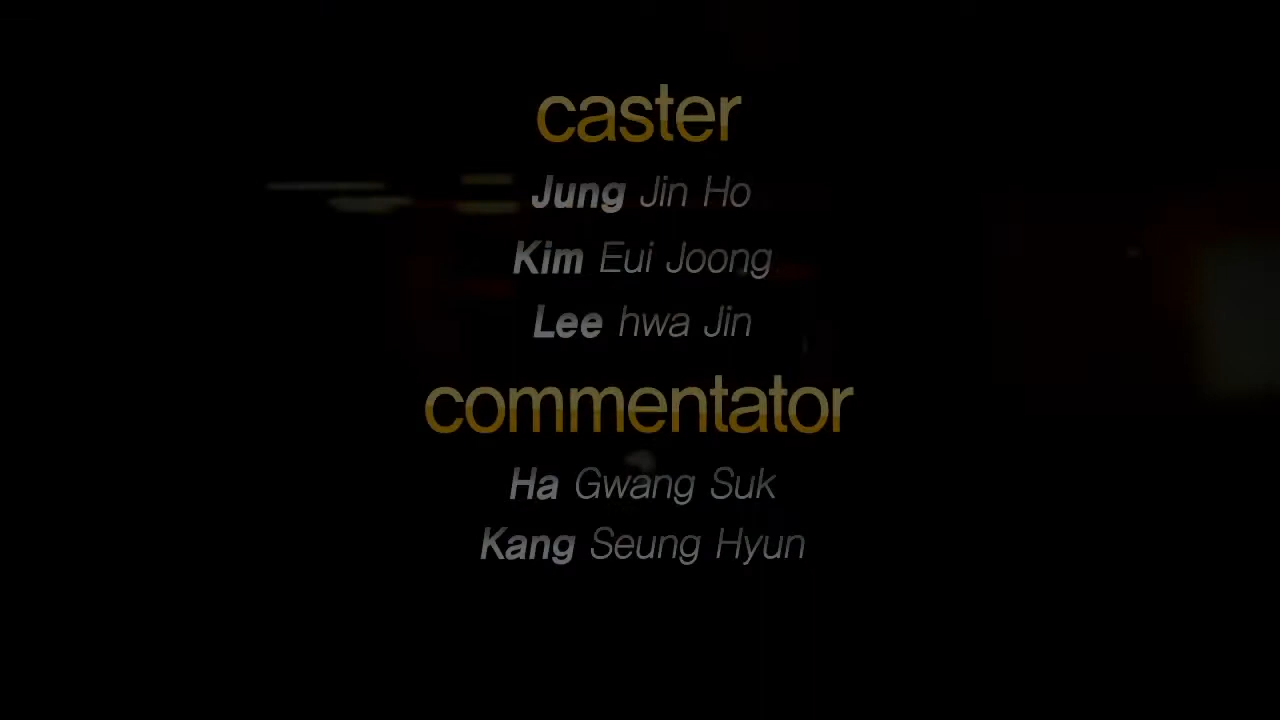 caster
Jung Jin Ho
Kim Eui Joong
Lee hwa Jin
commentator
Ha Gwang Suk
Kang Seung Hyun